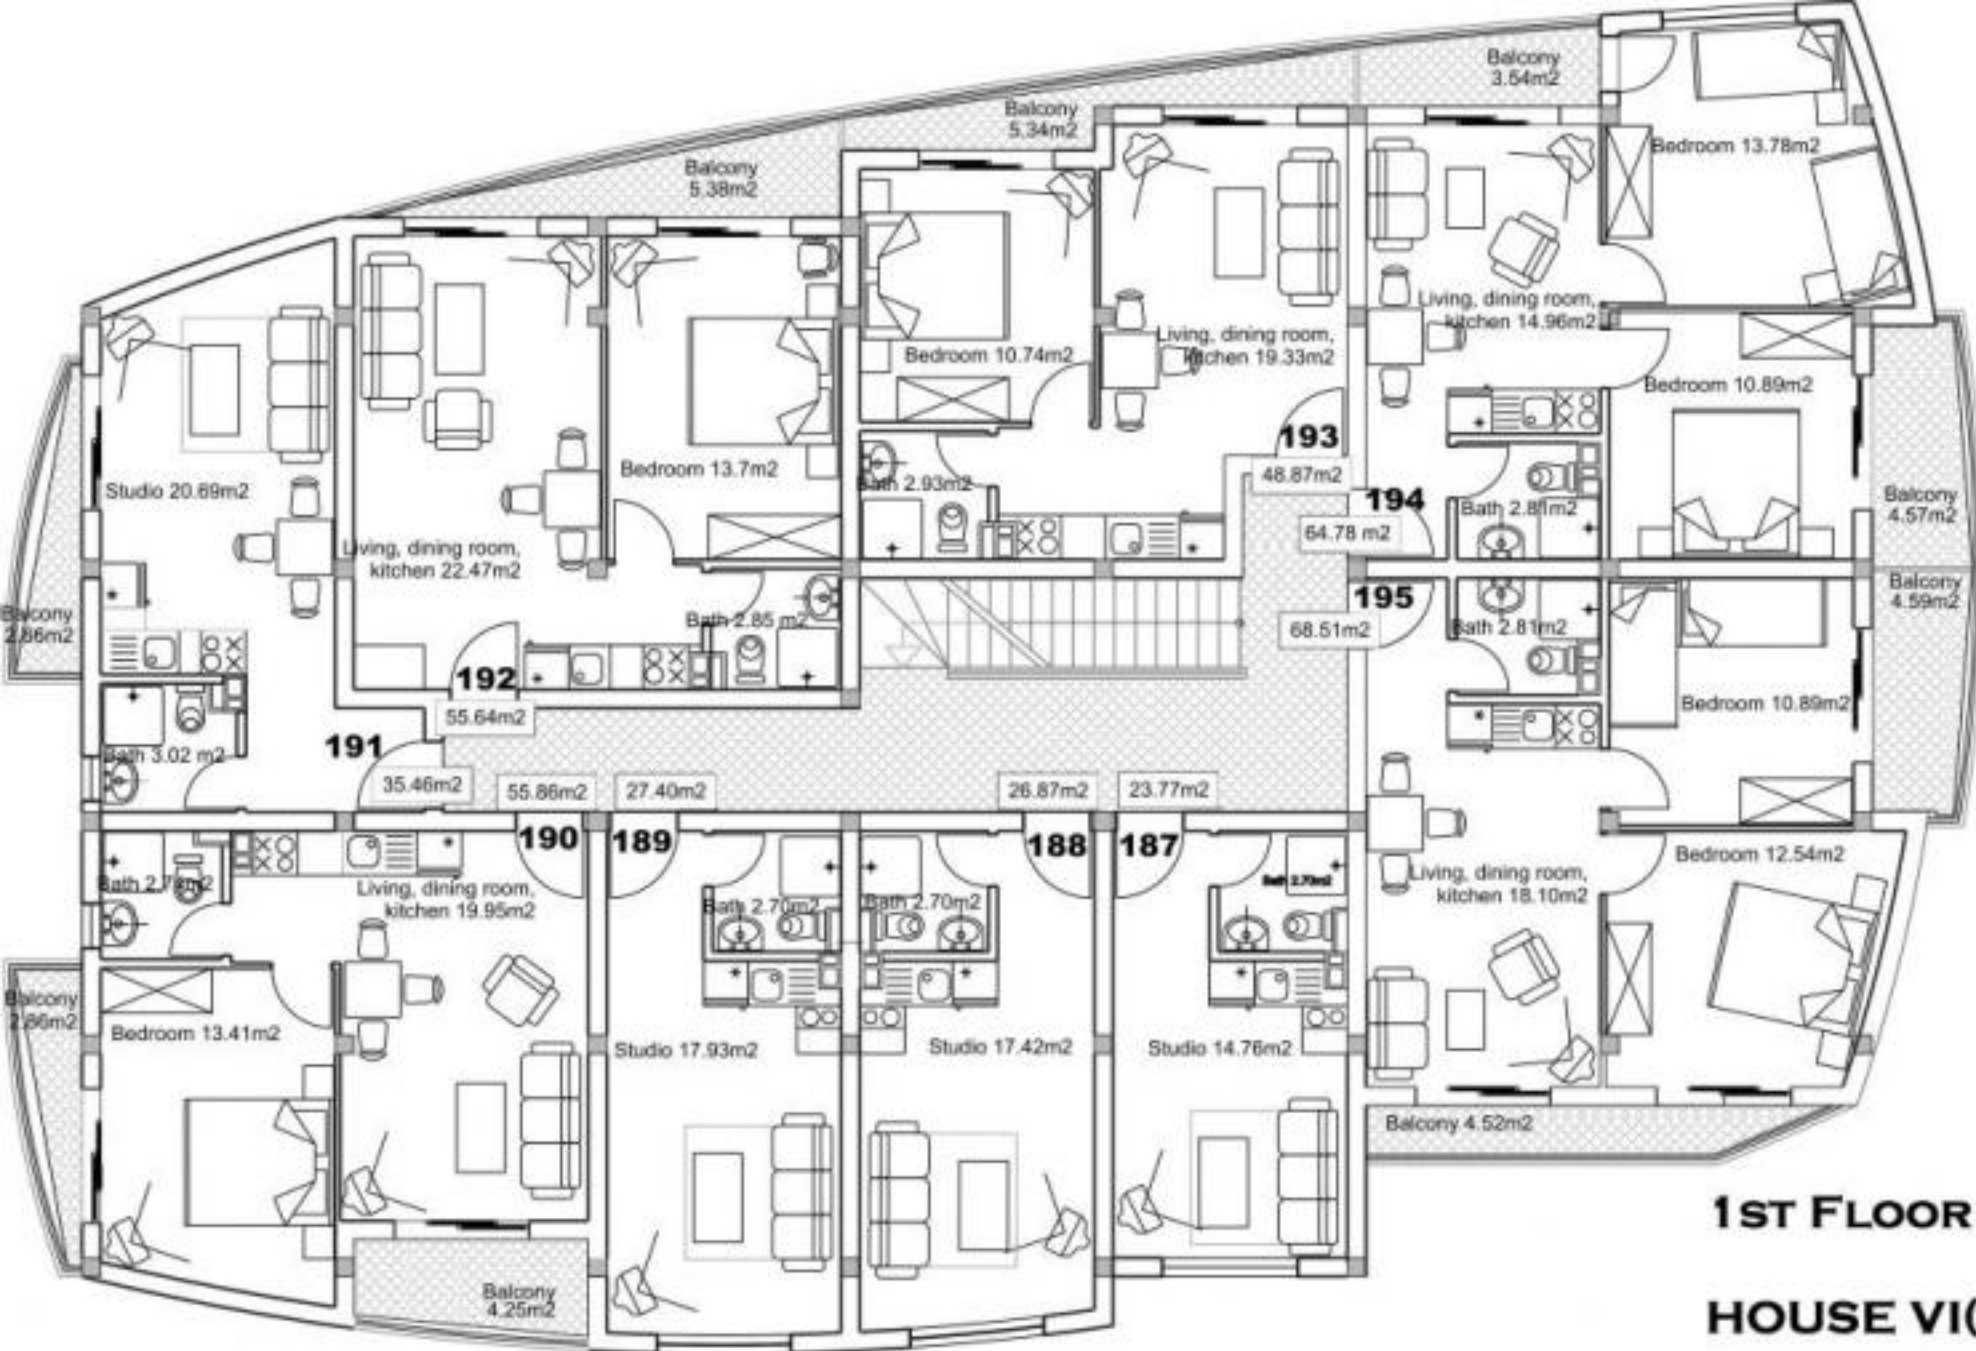 Balcony
3.54m2
Balcony
5.34m2
Balcony
5.38m2
Bedroom 13.78m2
Living, dining room,
kitchen 14.96m2
Living, dining room,
kitchen 19.33m2
Bedroom 10.74m2
Bedroom 10.89m2
193
48.87m2
Bedroom 13.7m2
Bath 2.93m2
Studio 20.69m2
194
64.78 m2
Bath 2.81m2
Balcony
4.57m2
Living, dining room,
kitchen 22.47m2
Balcony
4.59m2
195
68.51m2
Bath 2.81m2
Balcony
2.86m2
Bath 2.85 m2
192
55.64m2
Bedroom 10.89m2
191
Bath 3.02 m2
35.46m2
55.86m2
27.40m2
26.87m2
23.77m2
190
189
188
187
Bedroom 12.54m2
Bath
Living, dining room,
kitchen 19.95m2
Bath 2.70m2
Bath 2.70m2
Bath 2.70m2
Living, dining room,
kitchen 18.10m2
Balcony
2.86m2
Bedroom 13.41m2
Studio 17.93m2
Studio 17.42m2
Studio 14.76m2
Balcony 4.52m2
Balcony
4.25m2
1ST FLOOR
HOUSE VI(